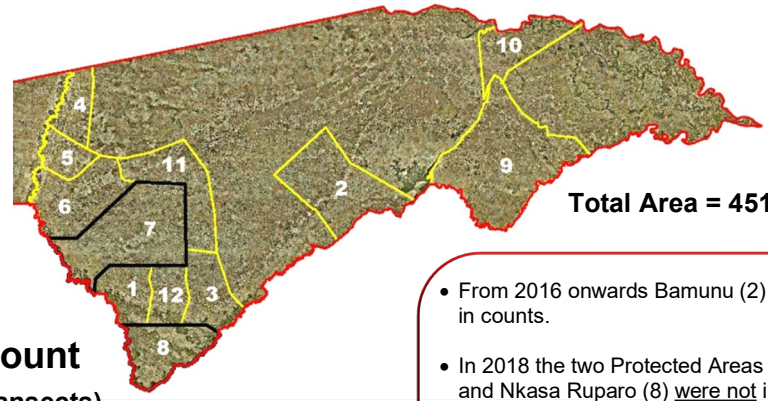 10
4
5
11
6
2
9
7
Total Area = 451
1
12
3
8
• From 2016 onwards Bamunu (2)
in counts.
• In 2018 the two Protected Areas
and Nkasa Ruparo (8) were not i
ount
ansects)